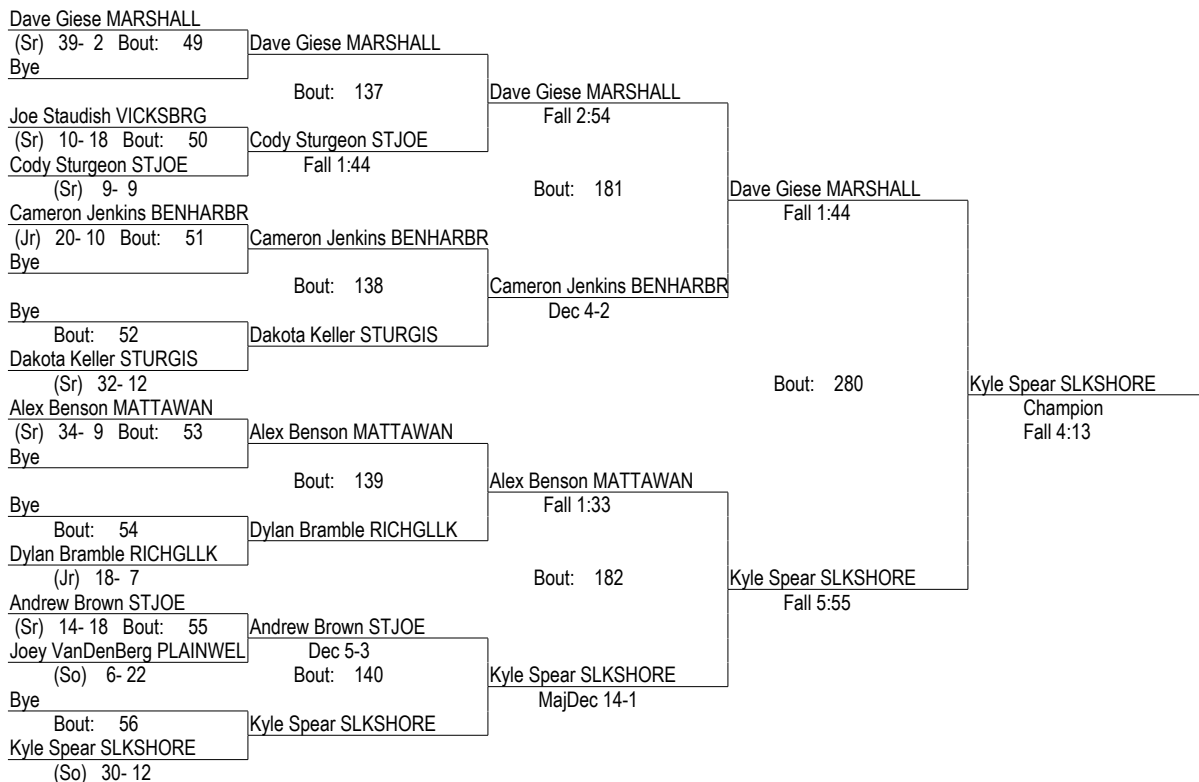 Dave Giese MARSHALL
(Sr) 39- 2 Bout: 49 Dave Giese MARSHALL
Bye
Bout: 137 Dave Giese MARSHALL
Joe Staudish VICKSBRG Fall 2:54
(Sr) 10- 18 Bout: 50 Cody Sturgeon STJOE
Cody Sturgeon STJOE Fall 1:44
(Sr) 9- 9 Bout: 181 Dave Giese MARSHALL
Cameron Jenkins BENHARBR Fall 1:44
(Jr) 20- 10 Bout: 51 Cameron Jenkins BENHARBR
Bye
Bout: 138 Cameron Jenkins BENHARBR
Bye Dec 4-2
Bout: 52 Dakota Keller STURGIS
Dakota Keller STURGIS
(Sr) 32- 12 Bout: 280 Kyle Spear SLKSHORE
Alex Benson MATTAWAN Champion
(Sr) 34- 9 Bout: 53 Alex Benson MATTAWAN Fall 4:13
Bye
Bout: 139 Alex Benson MATTAWAN
Bye Fall 1:33
Bout: 54 Dylan Bramble RICHGLLK
Dylan Bramble RICHGLLK
(Jr) 18- 7 Bout: 182 Kyle Spear SLKSHORE
Andrew Brown STJOE Fall 5:55
(Sr) 14- 18 Bout: 55 Andrew Brown STJOE
Joey VanDenBerg PLAINWEL Dec 5-3
(So) 6- 22 Bout: 140 Kyle Spear SLKSHORE
Bye MajDec 14-1
Bout: 56 Kyle Spear SLKSHORE
Kyle Spear SLKSHORE
(So) 30- 12